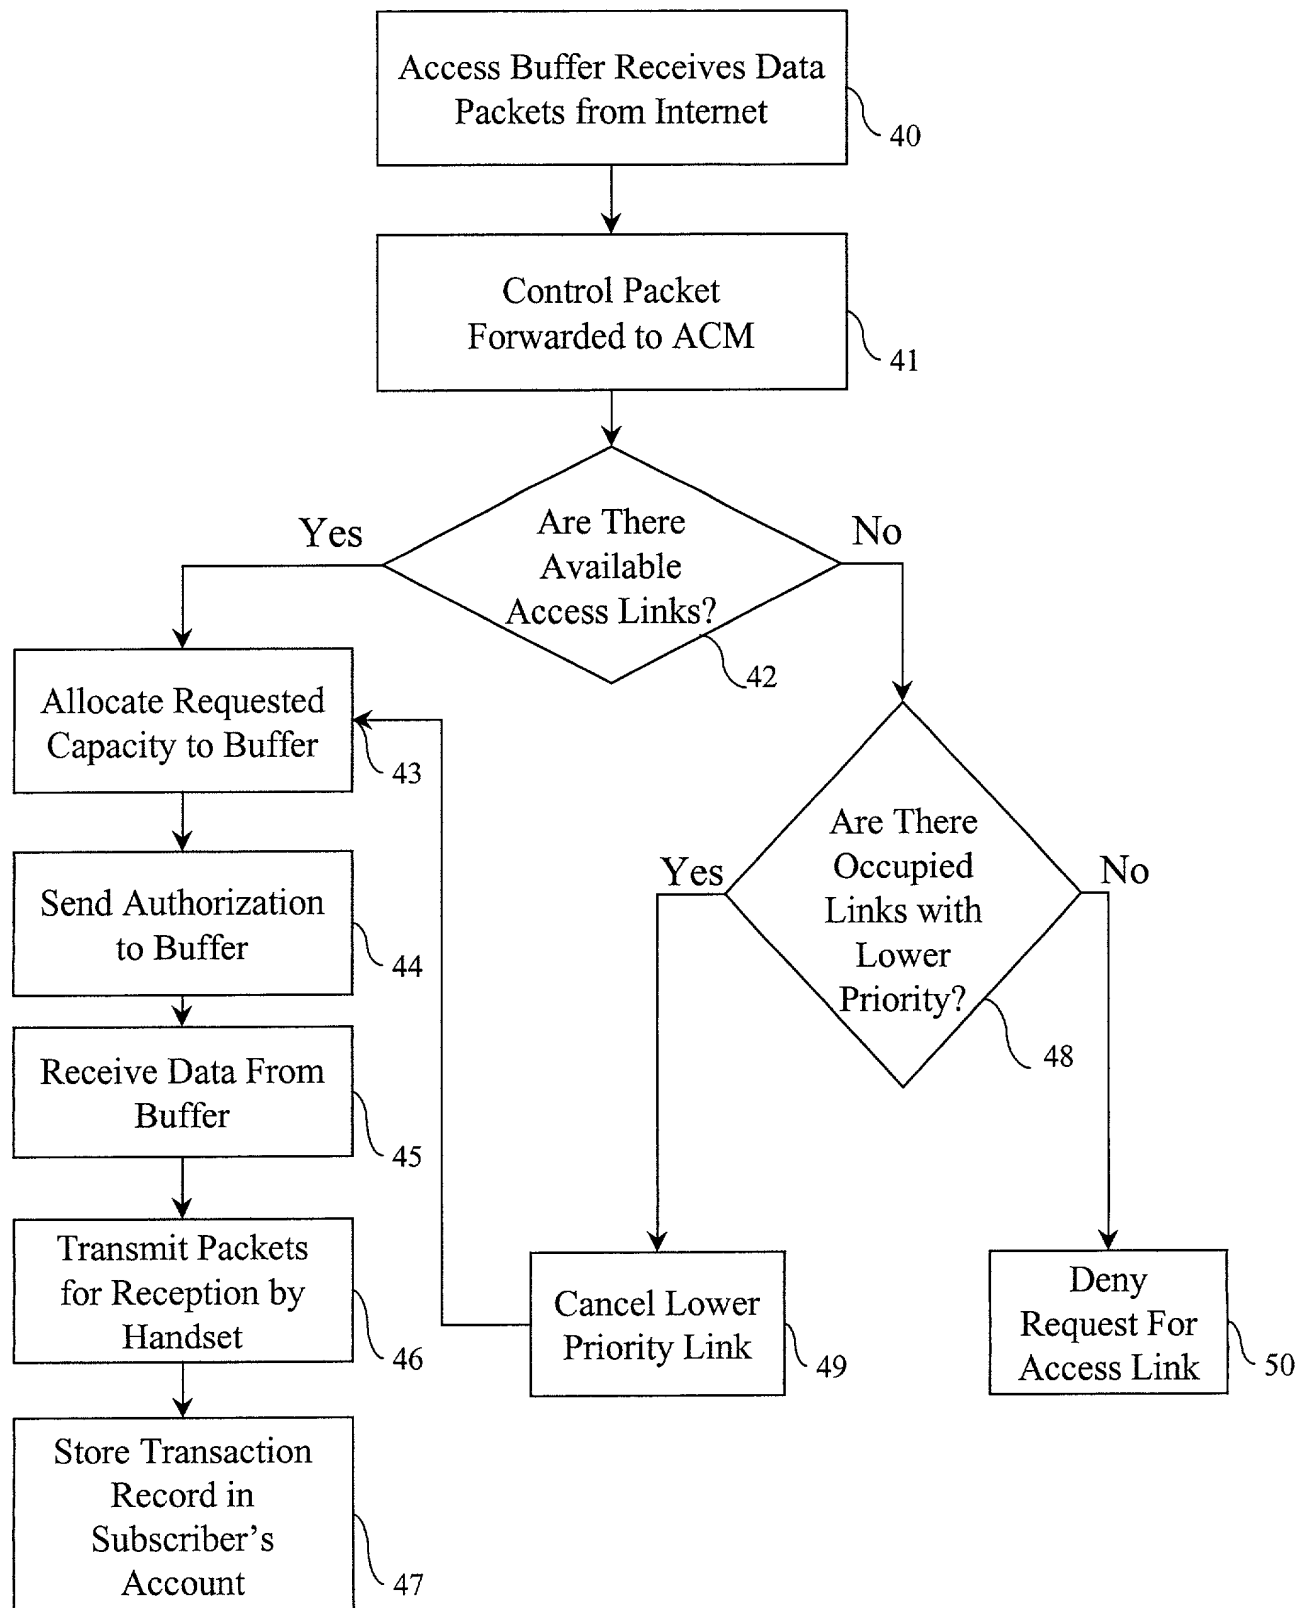 Access Buffer Receives Data
Packets from Internet
40
Control Packet
Forwarded to ACM
41
Yes
Are There
Available
Access Links?
No
42
Allocate Requested
Capacity to Buffer
43
Send Authorization
to Buffer
44
Receive Data From
Buffer
45
Transmit Packets
for Reception by
Handset
46
Store Transaction
Record in
Subscriber's
Account
47
Yes
Are There
Occupied
Links with
Lower
Priority?
No
48
Cancel Lower
Priority Link
49
Deny
Request For
Access Link
50